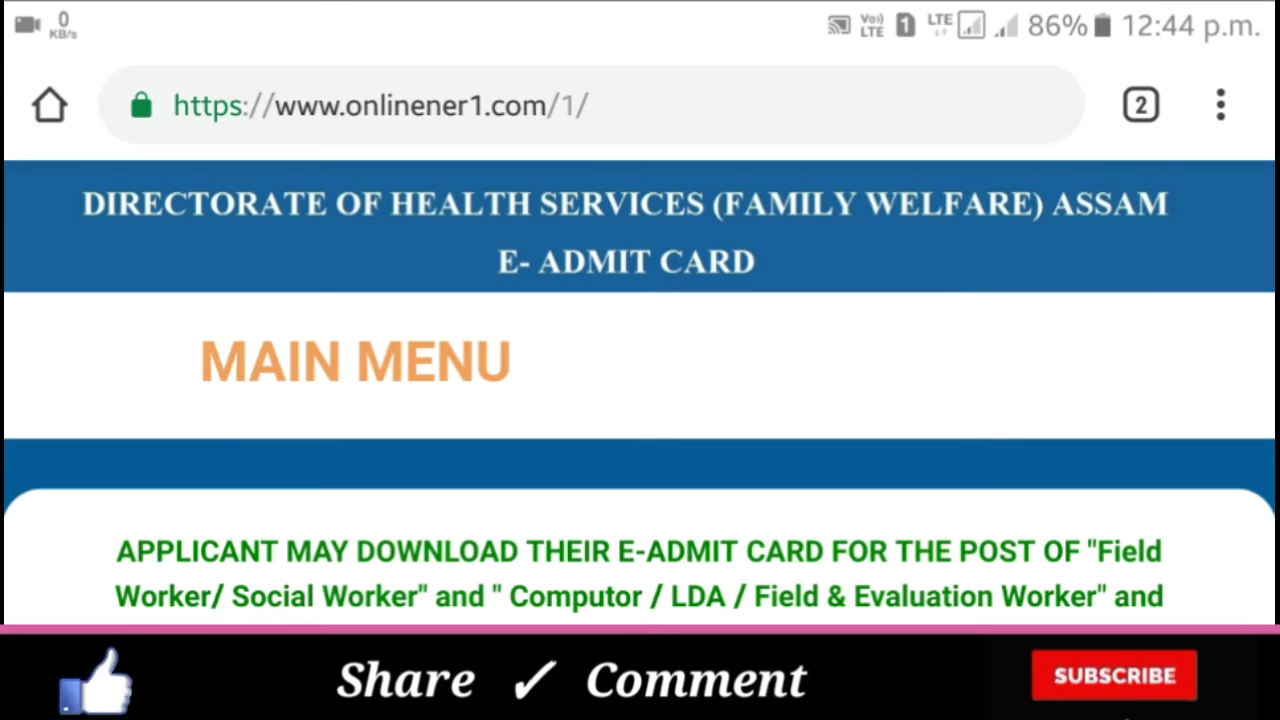 0 KB/s Vo) LTE 1 LTE 86% 12:44 p.m.
https://www.onlinener1.com/1/ 2
DIRECTORATE OF HEALTH SERVICES (FAMILY WELFARE) ASSAM
E- ADMIT CARD
MAIN MENU
APPLICANT MAY DOWNLOAD THEIR E-ADMIT CARD FOR THE POST OF "Field
Worker/ Social Worker" and " Computor / LDA / Field & Evaluation Worker" and
Share ✓ Comment SUBSCRIBE